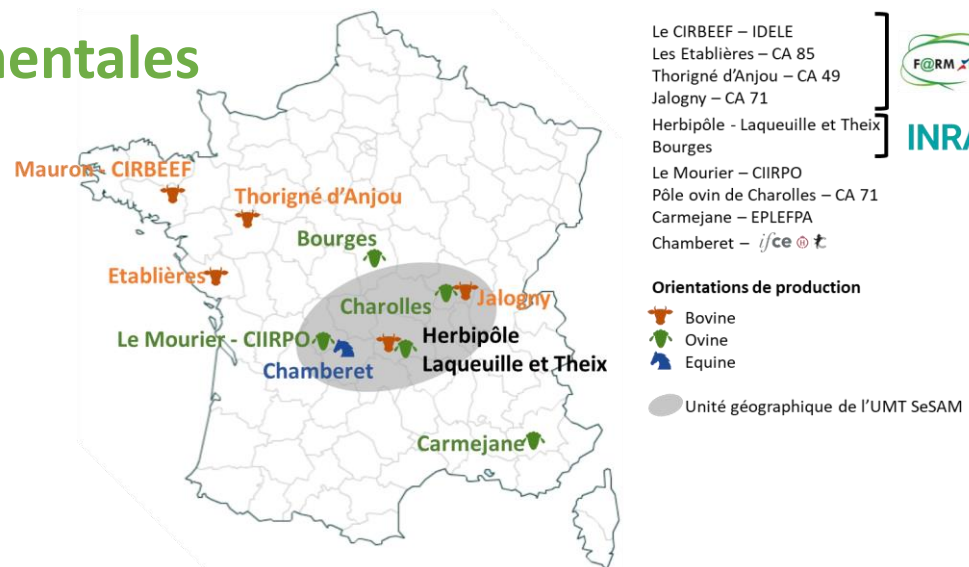 Mauron - CIRBEEF
Thorigné d'Anjou
Bourges
Etablières
Charolles
Jalogny
Le Mourier - CIIRPO
Herbipôle
Laqueuille et Theix
Chamberet
Carmejane
Le CIRBEEF – IDELE
Les Etablières – CA 85
Thorigné d'Anjou – CA 49
Jalogny – CA 71
F@RM
Herbipôle - Laqueuille et Theix
Bourges
Le Mourier – CIIRPO
Pôle ovin de Charolles – CA 71
Carmejane – EPLEFPA
Chamberet – ifce
Orientations de production
Bovine
Ovine
Equine
Unité géographique de l'UMT SeSAM